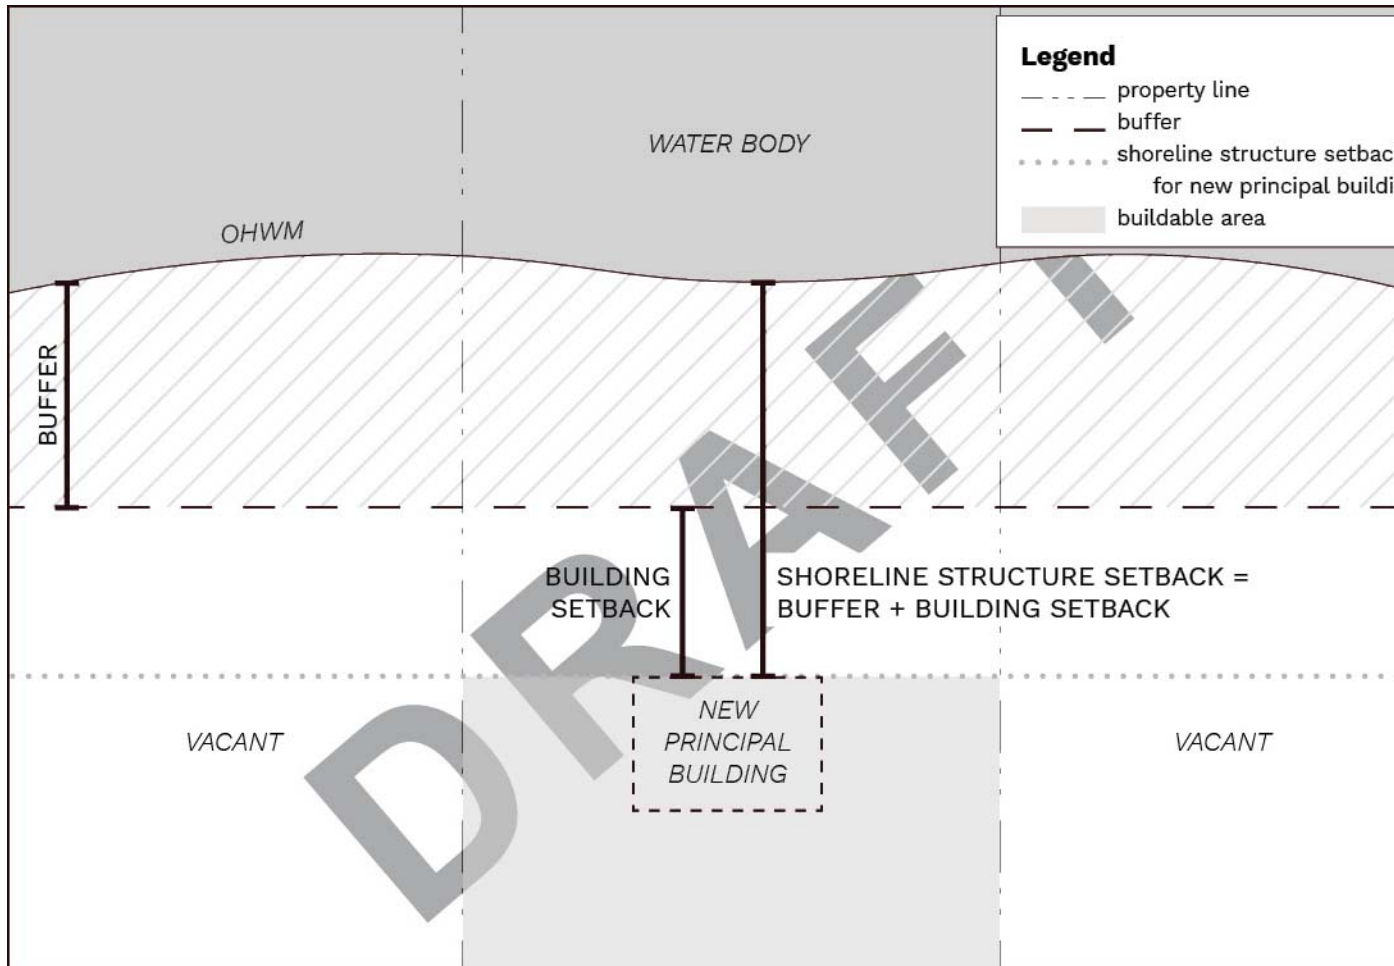 Legend
property line
buffer
shoreline structure setbac
for new principal buildi
buildable area
WATER BODY
OHWM
BUFFER
BUILDING
SETBACK
SHORELINE STRUCTURE SETBACK =
BUFFER + BUILDING SETBACK
VACANT
NEW
PRINCIPAL
BUILDING
VACANT
DRAFT